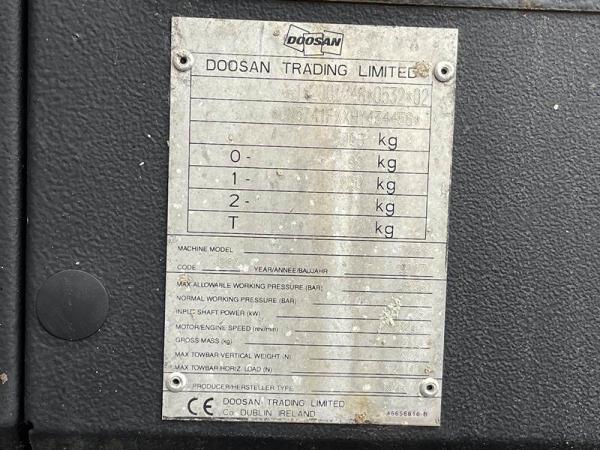 DOOSAN
DOOSAN TRADING LIMITED
kg
0- kg
1- kg
2- kg
T kg
MACHINE MODEL
CODE YEAR/ANNEE/BAUJAHR
MAX ALLOWABLE WORKING PRESSURE (BAR)
NORMAL WORKING PRESSURE (BAR)
INPUT SHAFT POWER (kW)
MOTOR/ENGINE SPEED (rev/min)
GROSS MASS (kg)
MAX TOWBAR VERTICAL WEIGHT (N)
MAX TOWBAR HORIZ. LOAD (N)
PRODUCER/HERSTELLER TYPE
CE DOOSAN TRADING LIMITED
Co. DUBLIN IRELAND